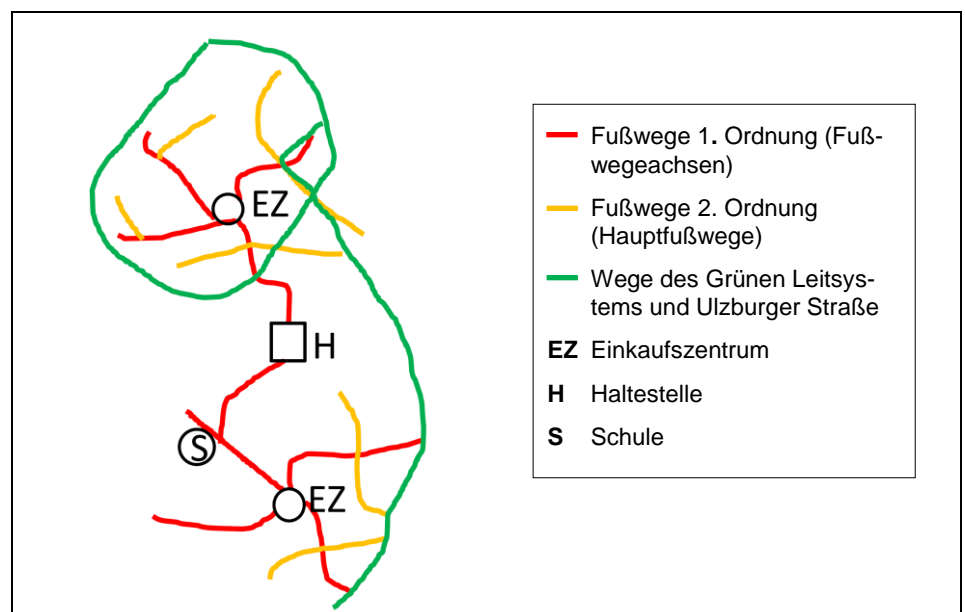 EZ
H
S
EZ
Fußwege 1. Ordnung (Fuß-
wegeachsen)
Fußwege 2. Ordnung
(Hauptfußwege)
Wege des Grünen Leitsys-
tems und Ulzburger Straße
EZ Einkaufszentrum
H Haltestelle
S Schule